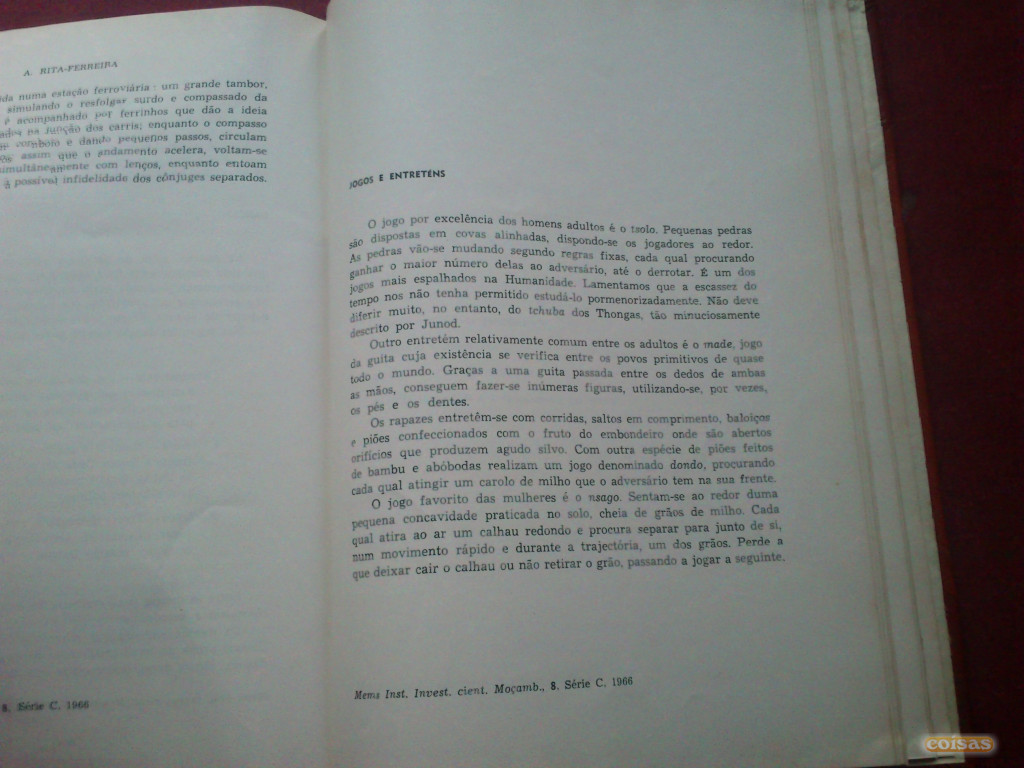 A. RITA-FERREIRA
ida numa estação ferroviária: um grande tambor,
simulando o resfolgar surdo e compassado da
é acompanhado por ferrinhos que dão a ideia
ados na junção dos carris; enquanto o compasso
comboio e dando pequenos passos, circulam
assim que o andamento acelera, voltam-se
simultâneamente com lenços, enquanto entoam
à possível infidelidade dos cônjuges separados.
8. Série C. 1966
JOGOS E ENTRETÉNS
O jogo por excelência dos homens adultos é o tsolo. Pequenas pedras
são dispostas em covas alinhadas, dispondo-se os jogadores ao redor.
As pedras vão-se mudando segundo regras fixas, cada qual procurando
ganhar o maior número delas ao adversário, até o derrotar. É um dos
jogos mais espalhados na Humanidade. Lamentamos que a escassez do
tempo nos não tenha permitido estudá-lo pormenorizadamente. Não deve
diferir muito, no entanto, do tchuba dos Thongas, tão minuciosamente
descrito por Junod.
Outro entretém relativamente comum entre os adultos é o made, jogo
da guita cuja existência se verifica entre os povos primitivos de quase
todo o mundo. Graças a uma guita passada entre os dedos de ambas
as mãos, conseguem fazer-se inúmeras figuras, utilizando-se, por vezes,
os pés e os dentes.
Os rapazes entretêm-se com corridas, saltos em comprimento, baloiços
e piões confeccionados com o fruto do embondeiro onde são abertos
orifícios que produzem agudo silvo. Com outra espécie de piões feitos
de bambu e abóbodas realizam um jogo denominado dondo, procurando
cada qual atingir um carolo de milho que o adversário tem na sua frente.
O jogo favorito das mulheres é o nsago. Sentam-se ao redor duma
pequena concavidade praticada no solo, cheia de grãos de milho. Cada
qual atira ao ar um calhau redondo e procura separar para junto de si,
num movimento rápido e durante a trajectória, um dos grãos. Perde a
que deixar cair o calhau ou não retirar o grão, passando a jogar a seguinte.
Mems Inst. Invest. cient. Moçamb., 8. Série C. 1966
coisas